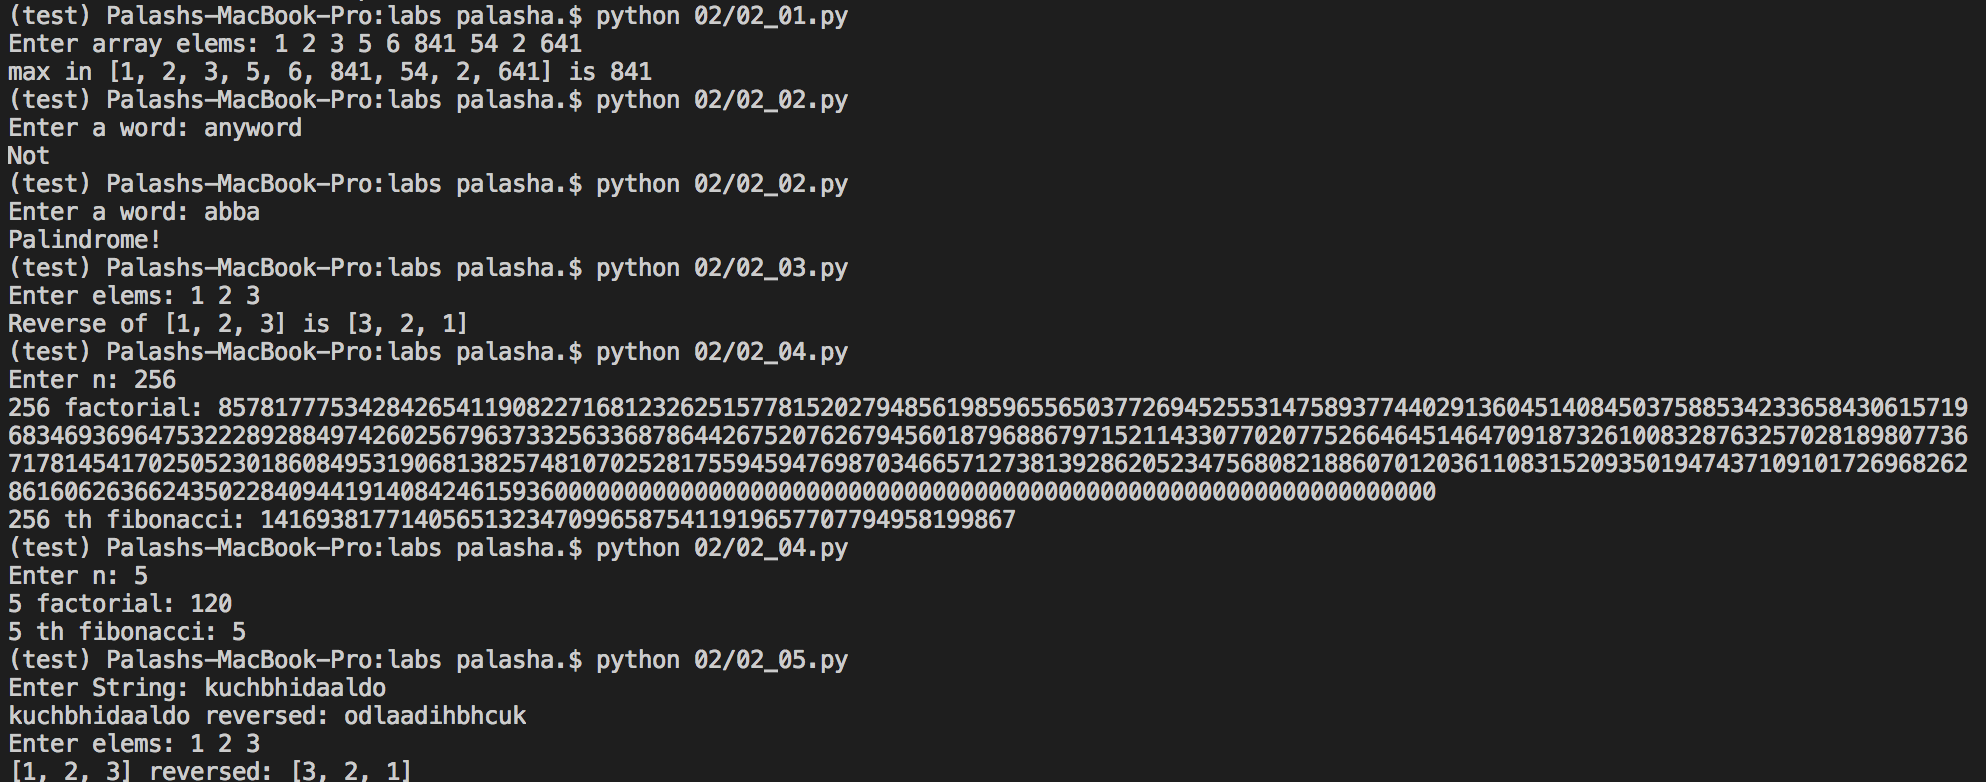 (test) Palashs-MacBook-Pro:labs palasha.$ python 02/02_01.py
Enter array elems: 1 2 3 5 6 841 54 2 641
max in [1, 2, 3, 5, 6, 841, 54, 2, 641] is 841
(test) Palashs-MacBook-Pro:labs palasha.$ python 02/02_02.py
Enter a word: anyword
Not
(test) Palashs-MacBook-Pro:labs palasha.$ python 02/02_02.py
Enter a word: abba
Palindrome!
(test) Palashs-MacBook-Pro:labs palasha.$ python 02/02_03.py
Enter elems: 1 2 3
Reverse of [1, 2, 3] is [3, 2, 1]
(test) Palashs-MacBook-Pro:labs palasha.$ python 02/02_04.py
Enter n: 256
256 factorial: 85781777534284265411908227168123262515778152027948561985965565037726945255314758937744029136045140845037588534233658430615719
68346936964753222892884974260256796373325633687864426752076267945601879688679715211433077020775266464514647091873261008328763257028189807736
71781454170250523018608495319068138257481070252817559459476987034665712738139286205234756808218860701203611083152093501947437109101726968262
861606263662435022840944191408424615936000000000000000000000000000000000000000000000000000000000000000
256 th fibonacci: 141693817714056513234709965875411919657707794958199867
(test) Palashs-MacBook-Pro:labs palasha.$ python 02/02_04.py
Enter n: 5
5 factorial: 120
5 th fibonacci: 5
(test) Palashs-MacBook-Pro:labs palasha.$ python 02/02_05.py
Enter String: kuchbhidaaldo
kuchbhidaaldo reversed: odlaadihbhcuk
Enter elems: 1 2 3
[1, 2, 3] reversed: [3, 2, 1]